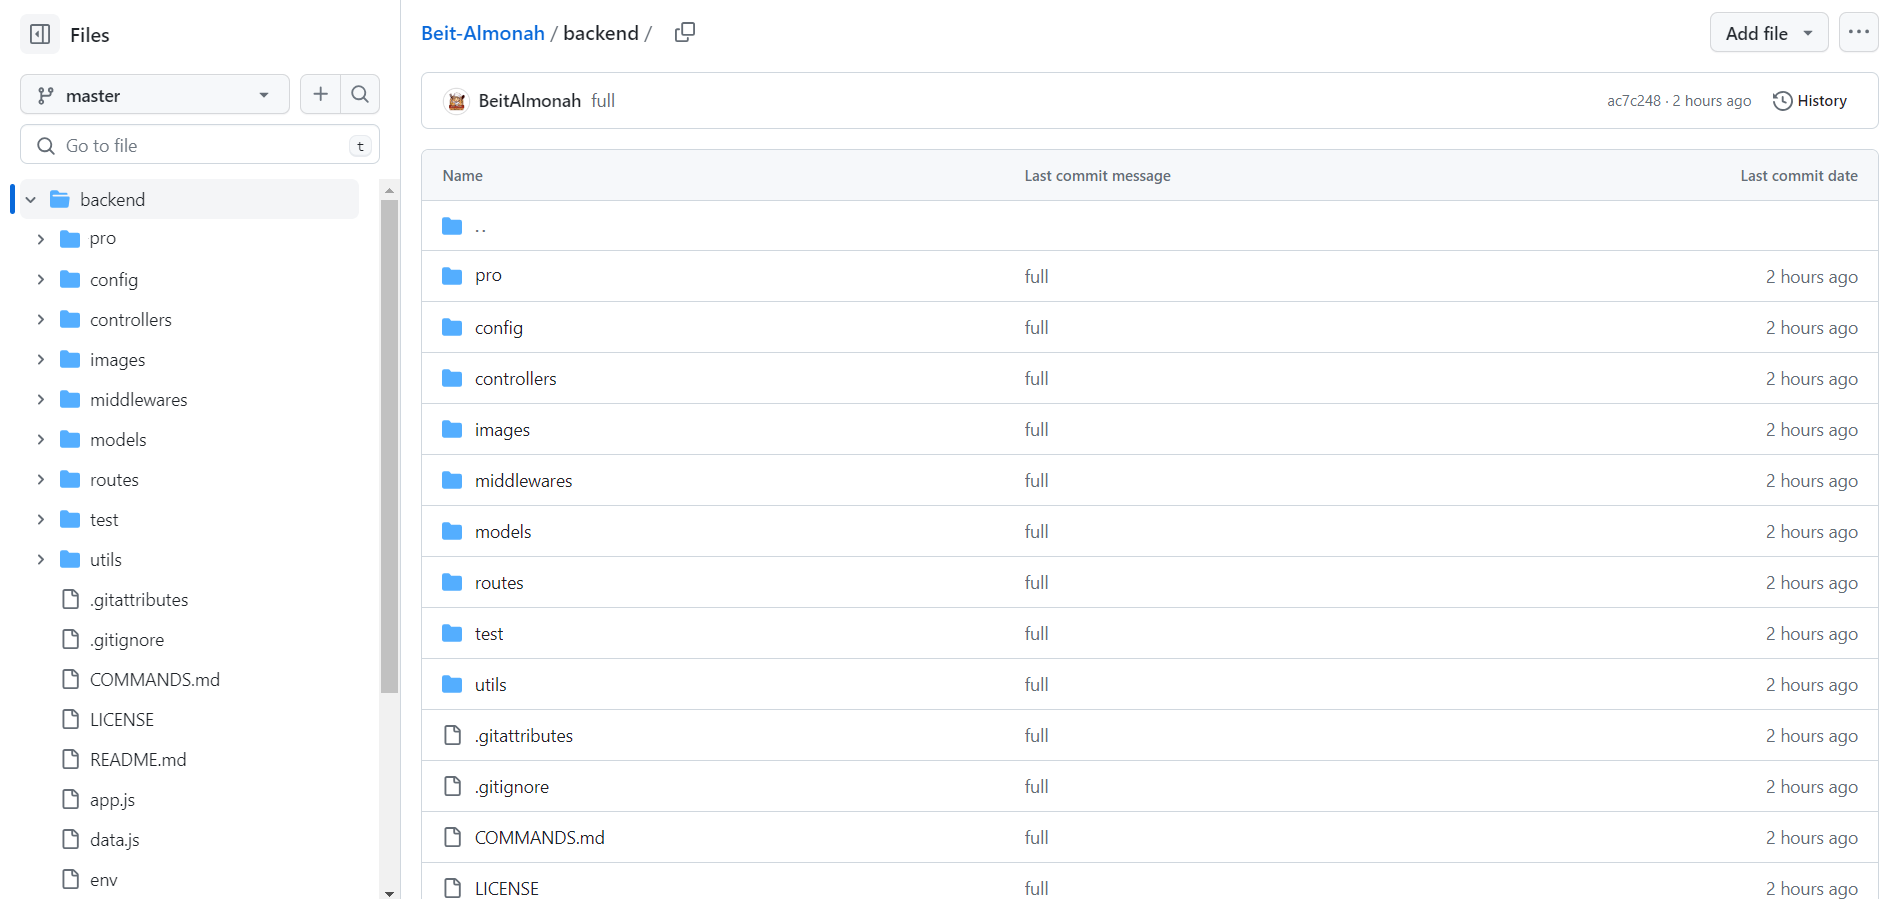 Files
master
Go to file
t
backend
pro
config
controllers
images
middlewares
models
routes
test
utils
.gitattributes
.gitignore
COMMANDS.md
LICENSE
README.md
app.js
data.js
env
Beit-Almonah / backend /
Add file
BeitAlmonah full
ac7c248 · 2 hours ago
History
Name Last commit message Last commit date
..
pro full 2 hours ago
config full 2 hours ago
controllers full 2 hours ago
images full 2 hours ago
middlewares full 2 hours ago
models full 2 hours ago
routes full 2 hours ago
test full 2 hours ago
utils full 2 hours ago
.gitattributes full 2 hours ago
.gitignore full 2 hours ago
COMMANDS.md full 2 hours ago
LICENSE full 2 hours ago